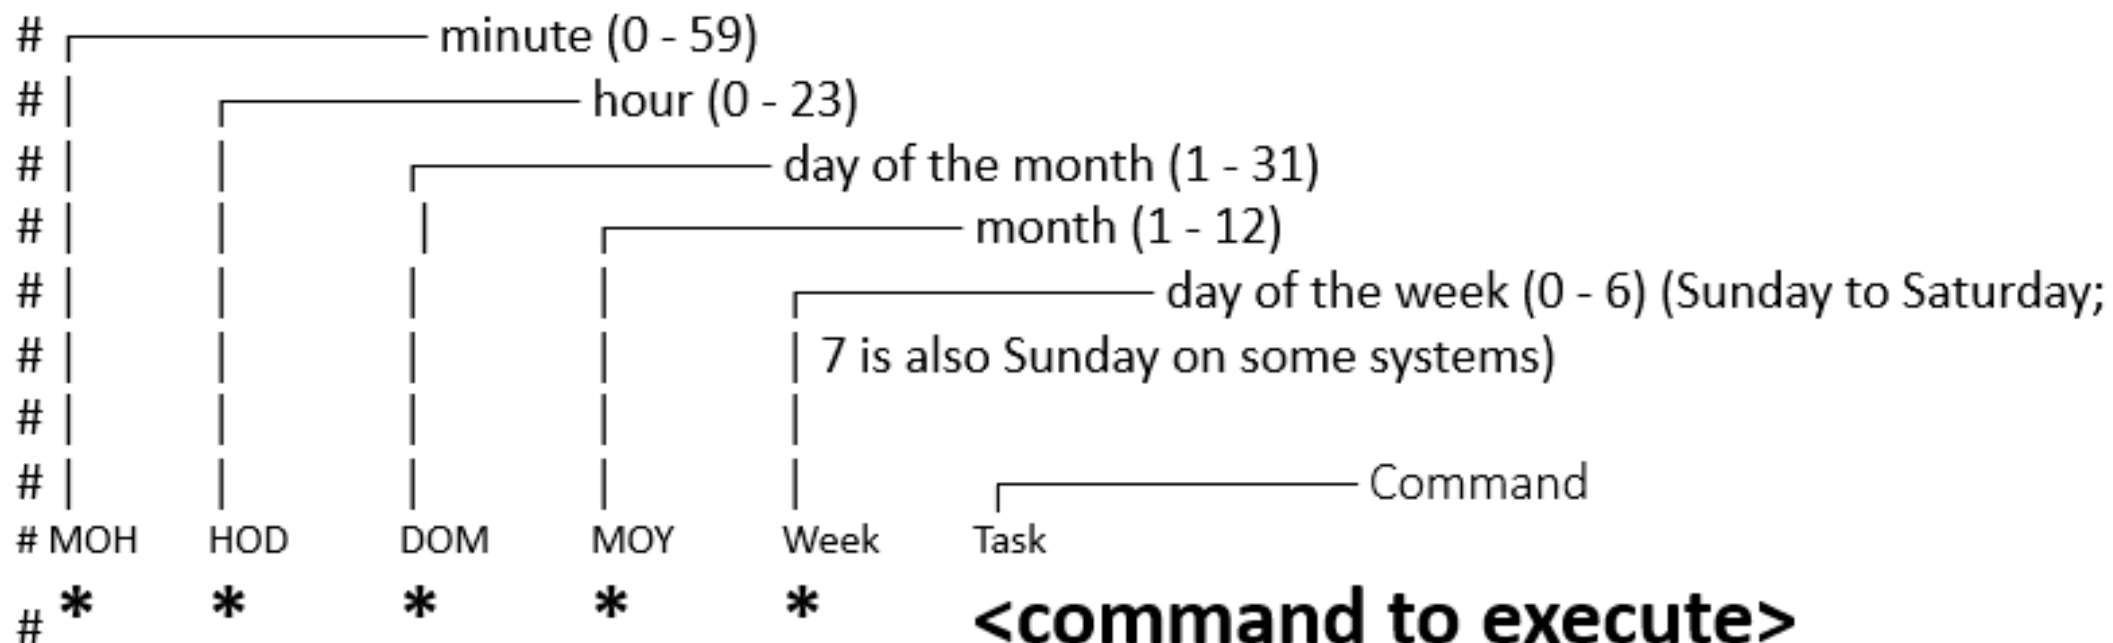 # minute (0 - 59)
# | hour (0 - 23)
# | | day of the month (1 - 31)
# | | | month (1 - 12)
# | | | | day of the week (0 - 6) (Sunday to Saturday;
# | | | | | 7 is also Sunday on some systems)
# | | | | |
# | | | | | Command
# MOH HOD DOM MOY Week Task
# * * * * * <command to execute>